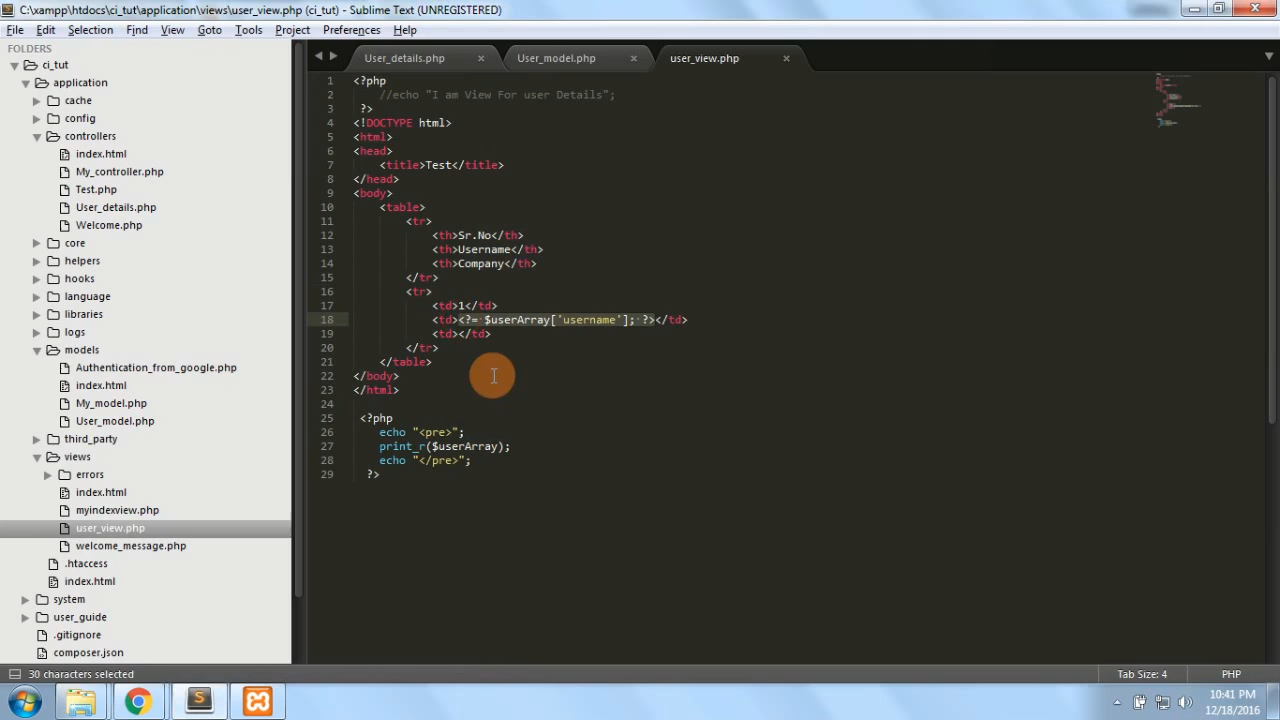 C:\xampp\htdocs\ci_tut\application\views\user_view.php (ci_tut) - Sublime Text (UNREGISTERED)
File Edit Selection Find View Goto Tools Project Preferences Help
FOLDERS
ci_tut
application
cache
config
controllers
index.html
My_controller.php
Test.php
User_details.php
Welcome.php
core
helpers
hooks
language
libraries
logs
models
Authentication_from_google.php
index.html
My_model.php
User_model.php
third_party
views
errors
index.html
myindexview.php
user_view.php
welcome_message.php
.htaccess
index.html
system
user_guide
.gitignore
composer.json
User_details.php User_model.php user_view.php
1 <?php
2 //echo "I am View For user Details";
3 ?>
4 <!DOCTYPE html>
5 <html>
6 <head>
7 <title>Test</title>
8 </head>
9 <body>
10 <table>
11 <tr>
12 <th>Sr.No</th>
13 <th>Username</th>
14 <th>Company</th>
15 </tr>
16 <tr>
17 <td>1</td>
18 <td><?= $userArray['username']; ?></td>
19 <td></td>
20 </tr>
21 </table>
22 </body>
23 </html>
24
25 <?php
26 echo "<pre>";
27 print_r($userArray);
28 echo "</pre>";
29 ?>
30 characters selected Tab Size: 4 PHP
10:41 PM
12/18/2016